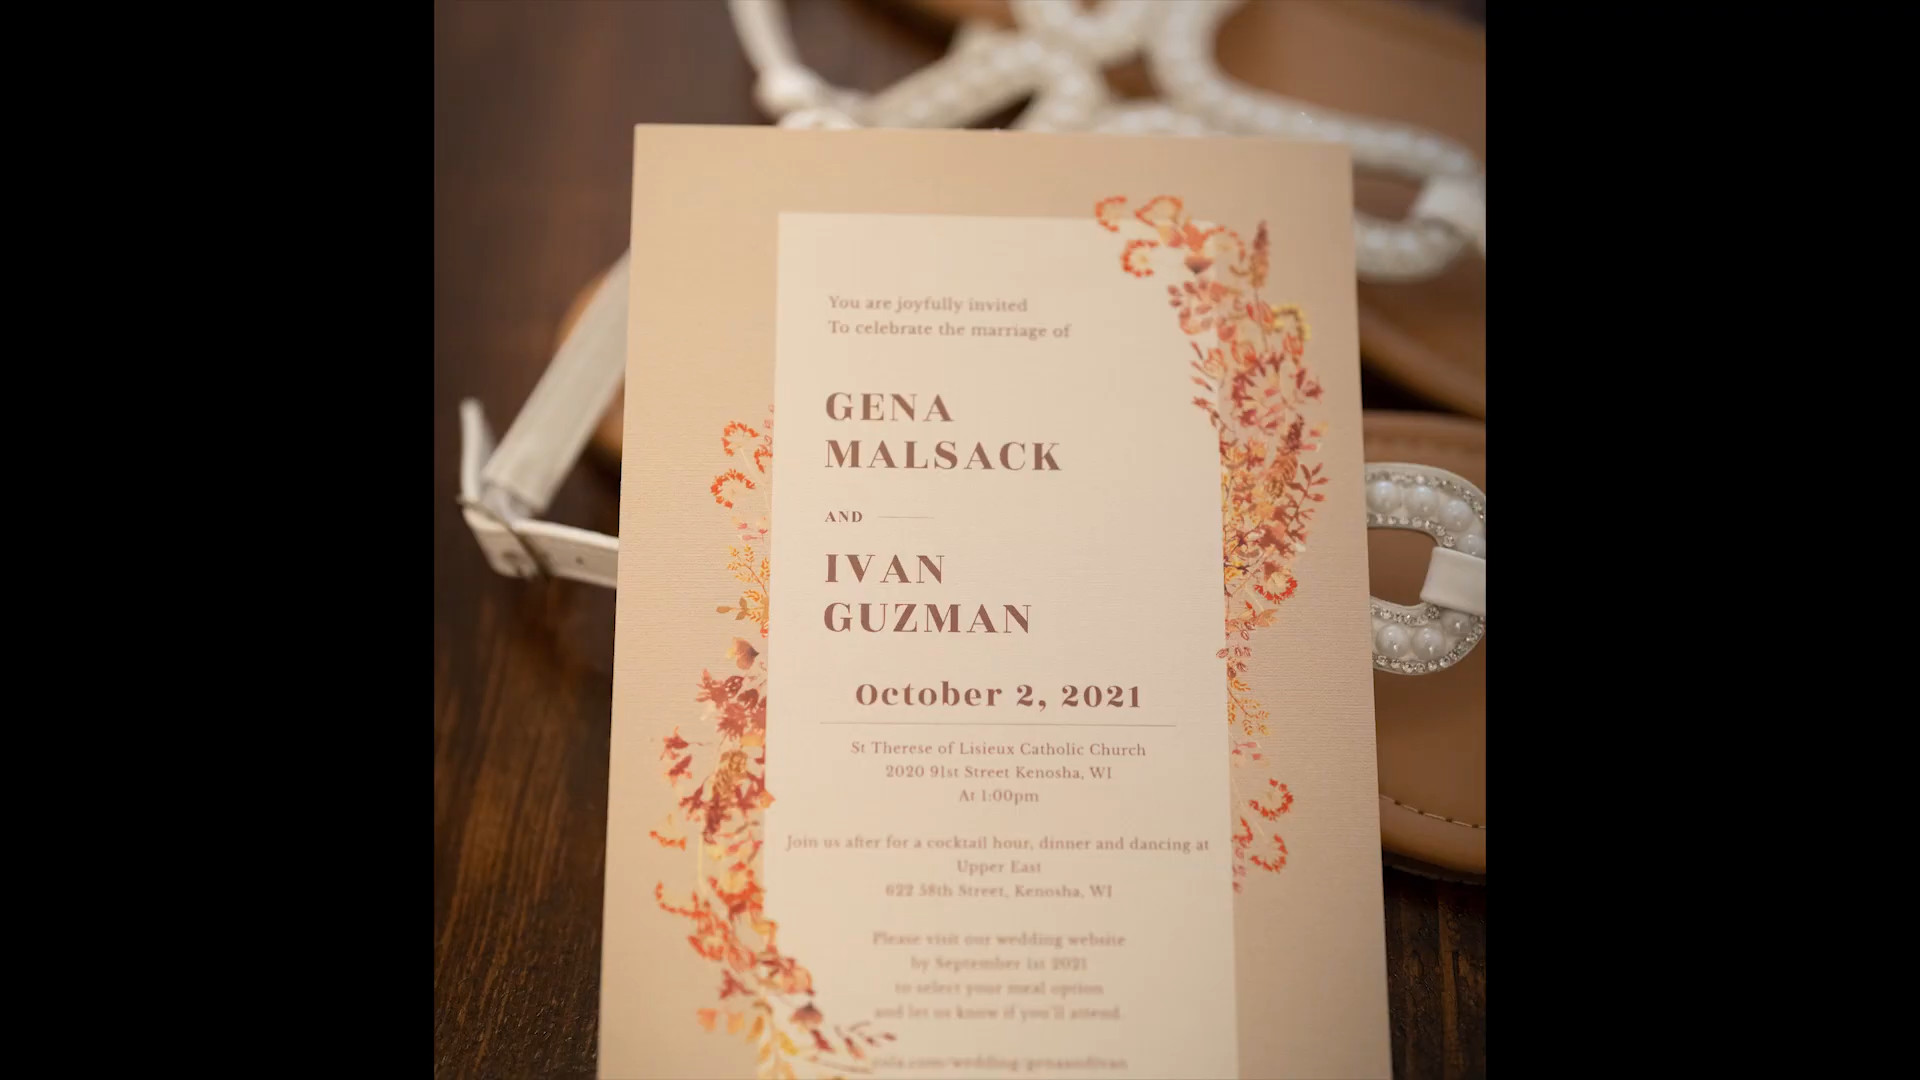 You are joyfully invited
To celebrate the marriage of
GENA
MALSACK
AND
IVAN
GUZMAN
October 2, 2021
St Therese of Lisieux Catholic Church
2020 91st Street Kenosha, WI
At 1:00pm
Join us after for a cocktail hour, dinner and dancing at
Upper East
622 58th Street, Kenosha, WI
Please visit our wedding website
by September 1st 2021
to select your meal option
and let us know if you'll attend.